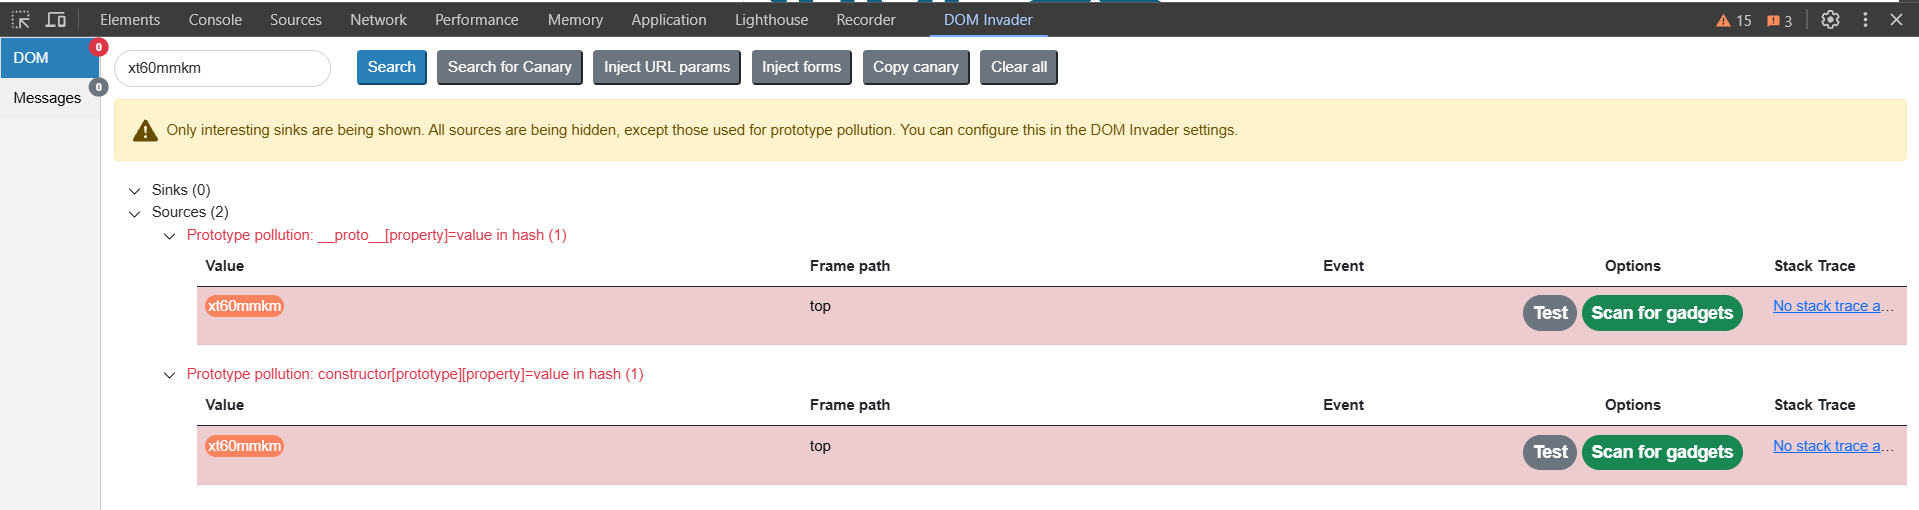 Elements Console Sources Network Performance Memory Application Lighthouse Recorder DOM Invader 15 3
DOM 0
Messages 0
xt60mmkm Search Search for Canary Inject URL params Inject forms Copy canary Clear all
Only interesting sinks are being shown. All sources are being hidden, except those used for prototype pollution. You can configure this in the DOM Invader settings.
Sinks (0)
Sources (2)
Prototype pollution: __proto__[property]=value in hash (1)
Value Frame path Event Options Stack Trace
xt60mmkm top Test Scan for gadgets No stack trace a…
Prototype pollution: constructor[prototype][property]=value in hash (1)
Value Frame path Event Options Stack Trace
xt60mmkm top Test Scan for gadgets No stack trace a…